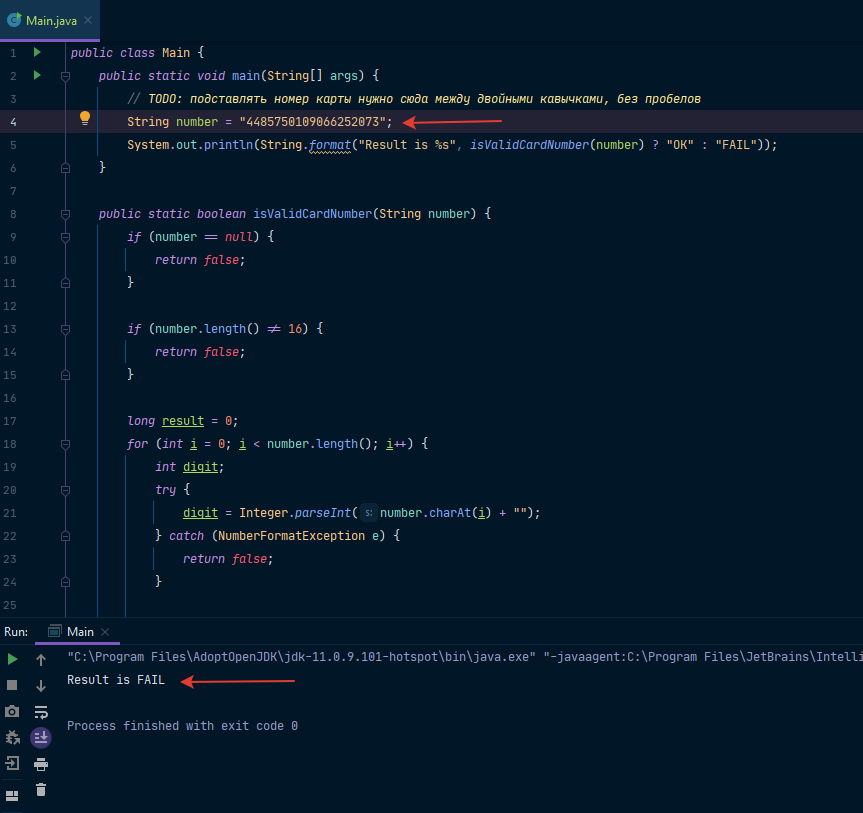 Main.java
1 public class Main {
2 public static void main(String[] args) {
3 // TODO: подставлять номер карты нужно сюда между двойными кавычками, без пробелов
4 String number = "4485750109066252073";
5 System.out.println(String.format("Result is %s", isValidCardNumber(number) ? "OK" : "FAIL"));
6 }
7
8 public static boolean isValidCardNumber(String number) {
9 if (number == null) {
10 return false;
11 }
12
13 if (number.length() ≠ 16) {
14 return false;
15 }
16
17 long result = 0;
18 for (int i = 0; i < number.length(); i++) {
19 int digit;
20 try {
21 digit = Integer.parseInt( s: number.charAt(i) + "");
22 } catch (NumberFormatException e) {
23 return false;
24 }
25
Run: Main
"C:\Program Files\AdoptOpenJDK\jdk-11.0.9.101-hotspot\bin\java.exe" "-javaagent:C:\Program Files\JetBrains\Intelli
Result is FAIL
Process finished with exit code 0